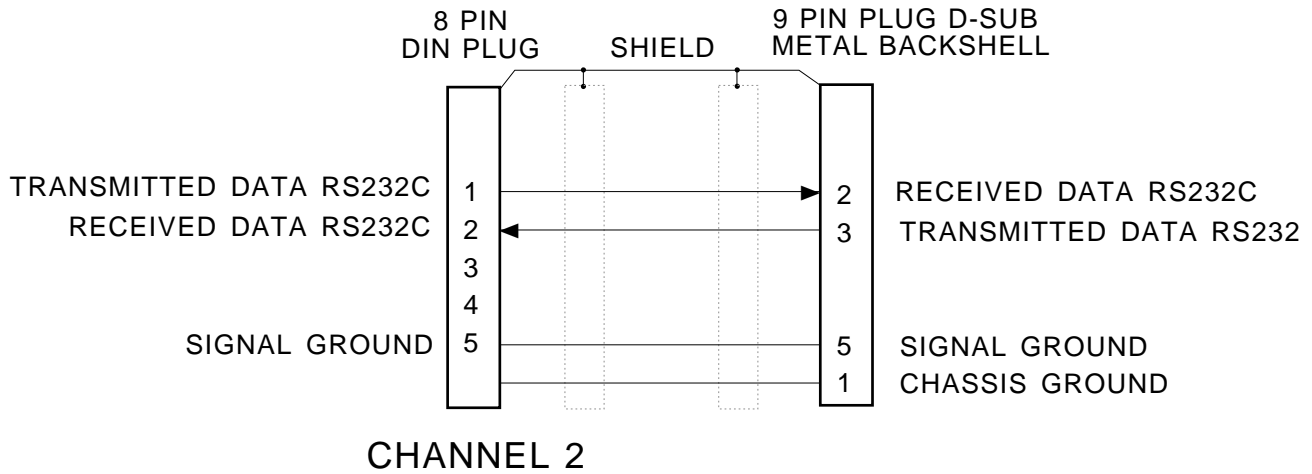 8 PIN
DIN PLUG
SHIELD
9 PIN PLUG D-SUB
METAL BACKSHELL
TRANSMITTED DATA RS232C
1
2
RECEIVED DATA RS232C
RECEIVED DATA RS232C
2
3
TRANSMITTED DATA RS232
3
4
SIGNAL GROUND
5
5
SIGNAL GROUND
1
CHASSIS GROUND
CHANNEL 2